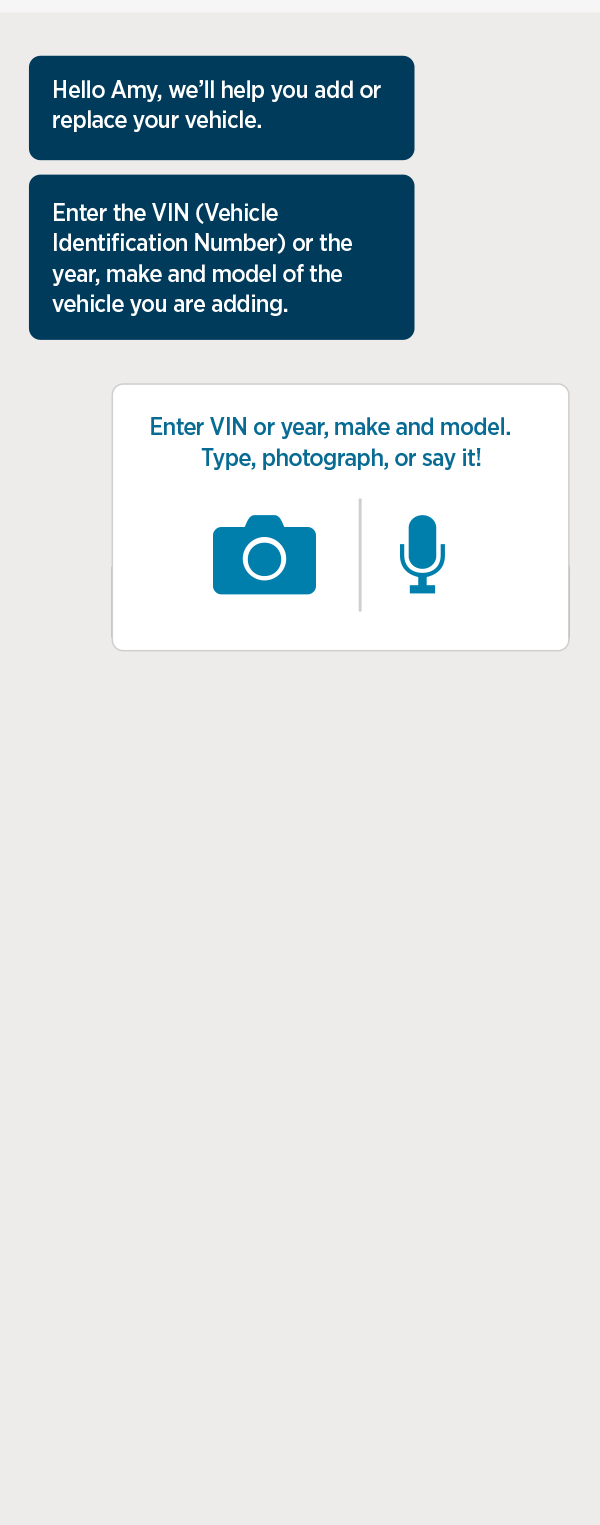 Hello Amy, we’ll help you add or
replace your vehicle.
Enter the VIN (Vehicle
Identification Number) or the
year, make and model of the
vehicle you are adding.
Enter VIN or year, make and model.
Type, photograph, or say it!